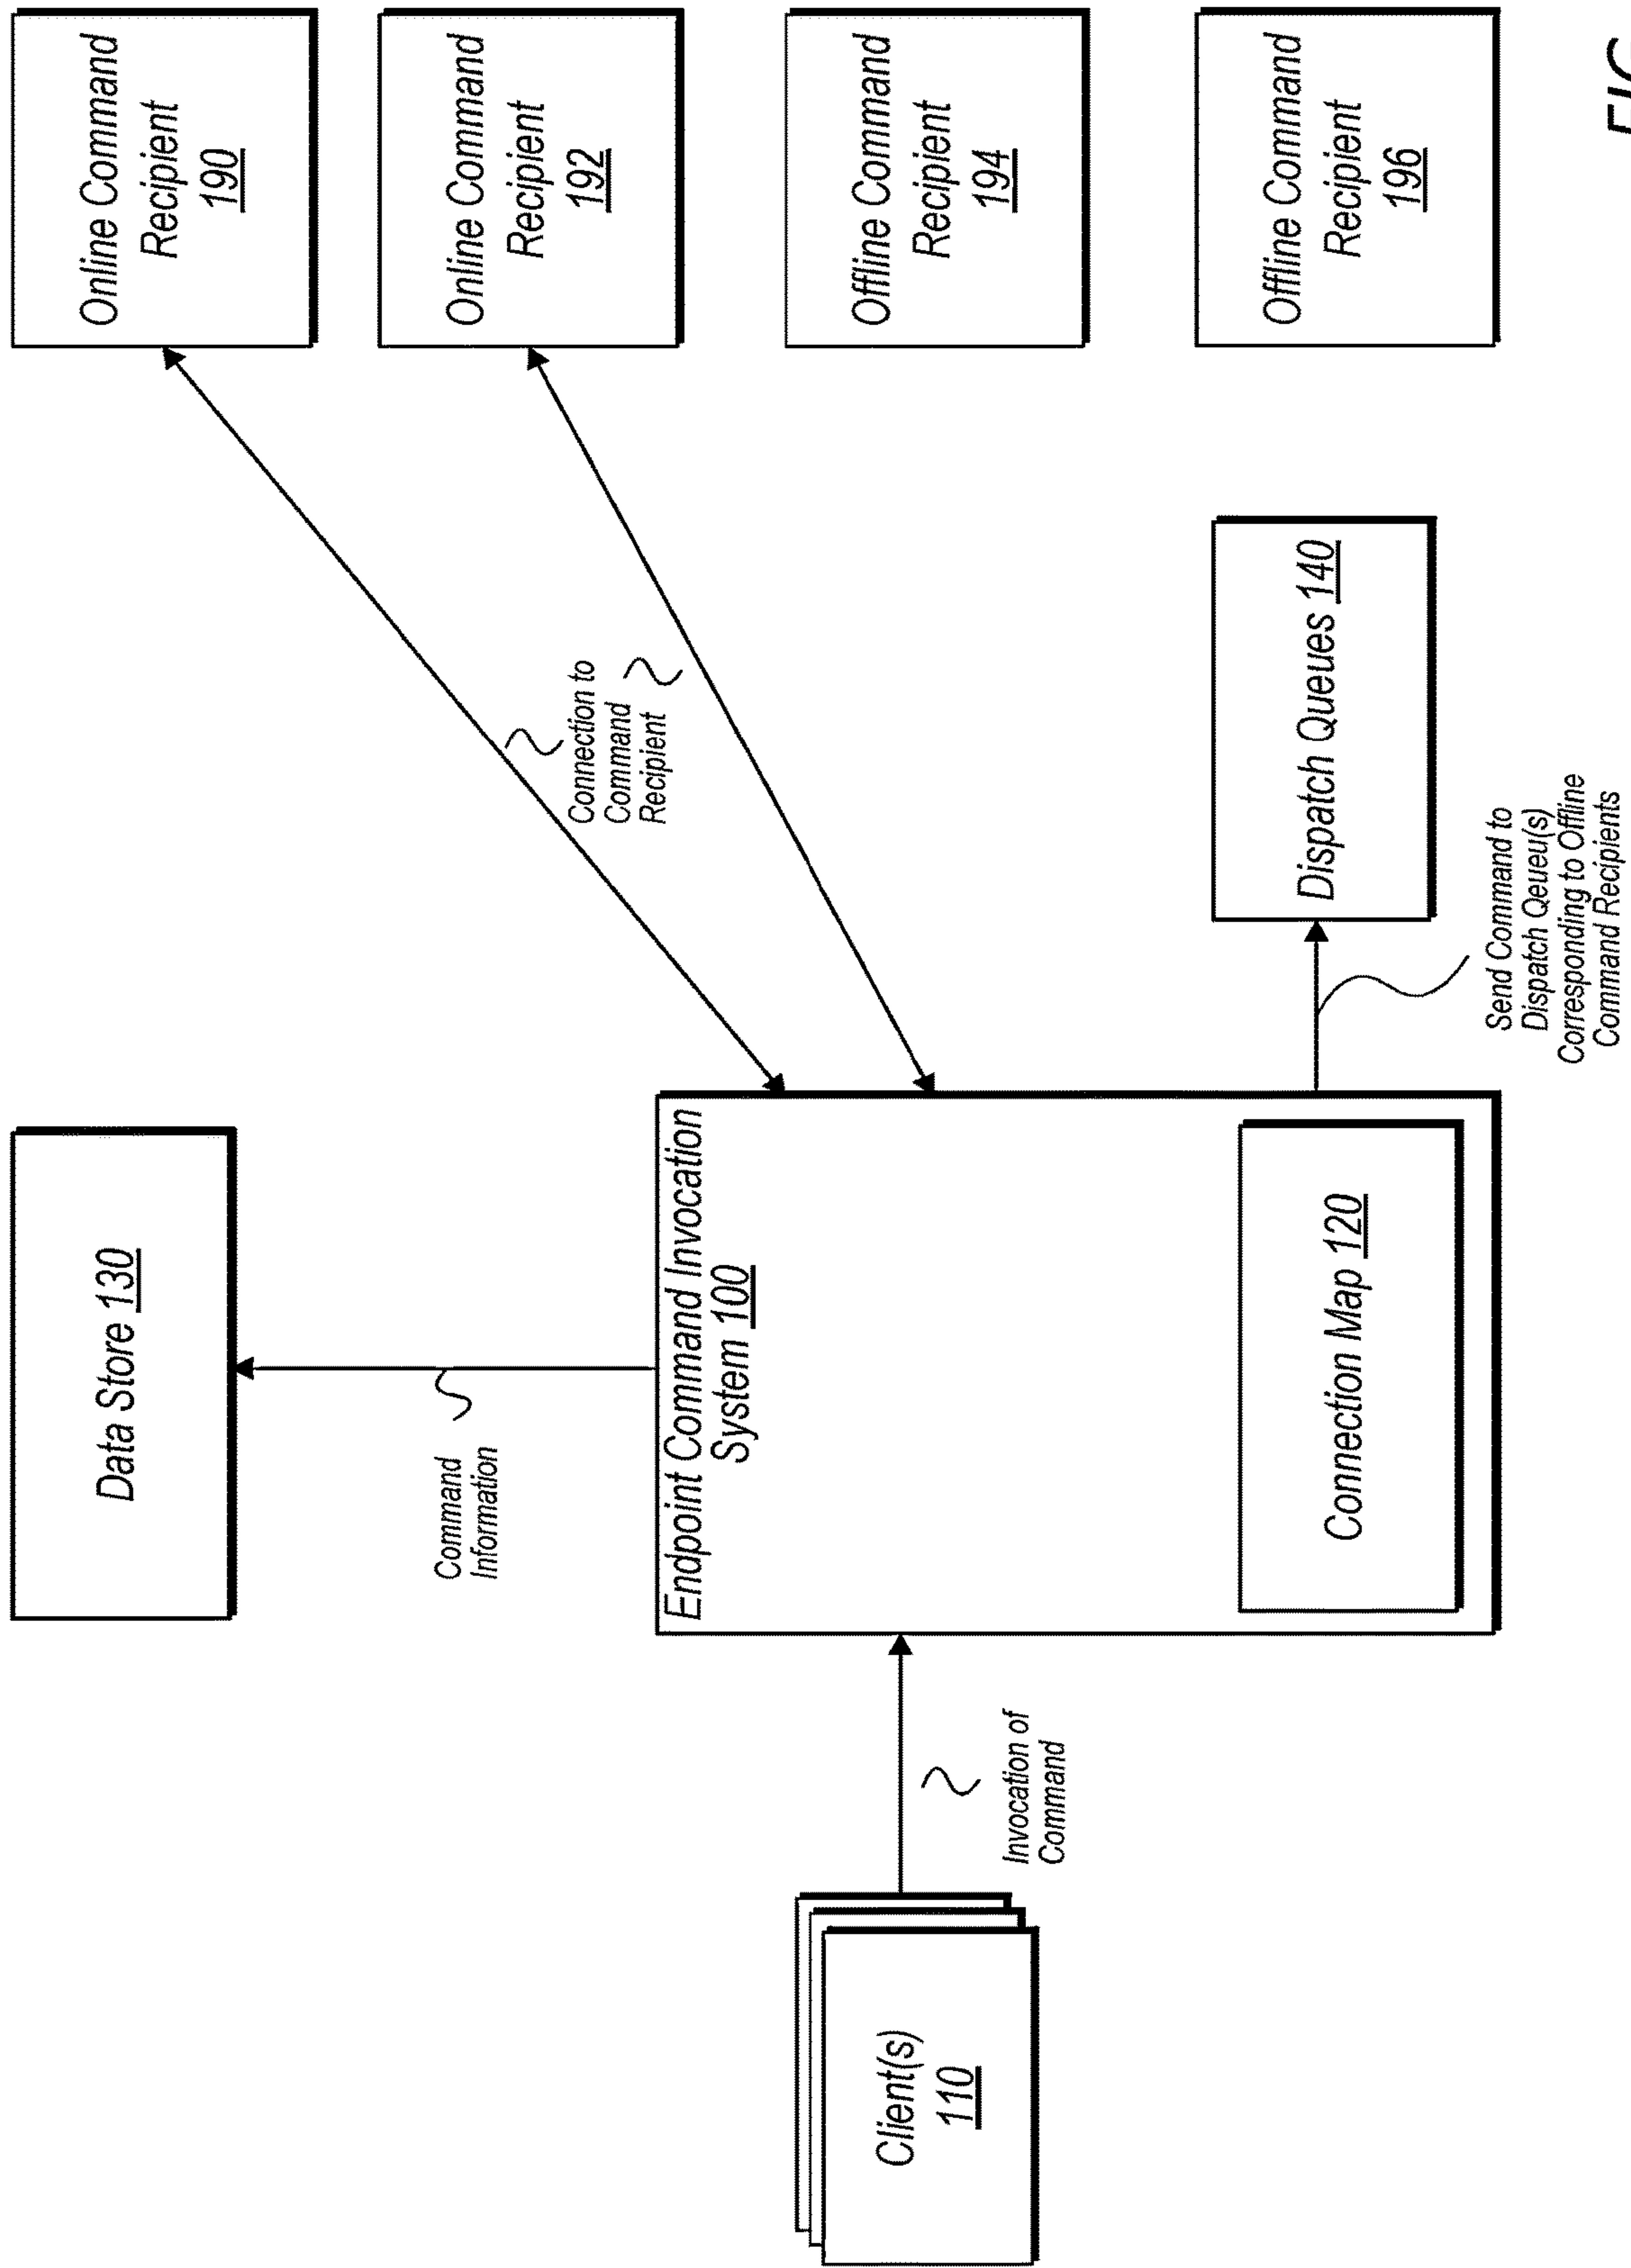 Data Store 130
Online Command
Recipient
190
Command
Information
Connection to
Command
Recipient
Online Command
Recipient
192
Endpoint Command Invocation
System 100
Client(s)
110
Invocation of
Command
Offline Command
Recipient
194
Connection Map 120
Dispatch Queues 140
Offline Command
Recipient
196
Send Command to
Dispatch Qeueu(s)
Corresponding to Offline
Command Recipients
FIG